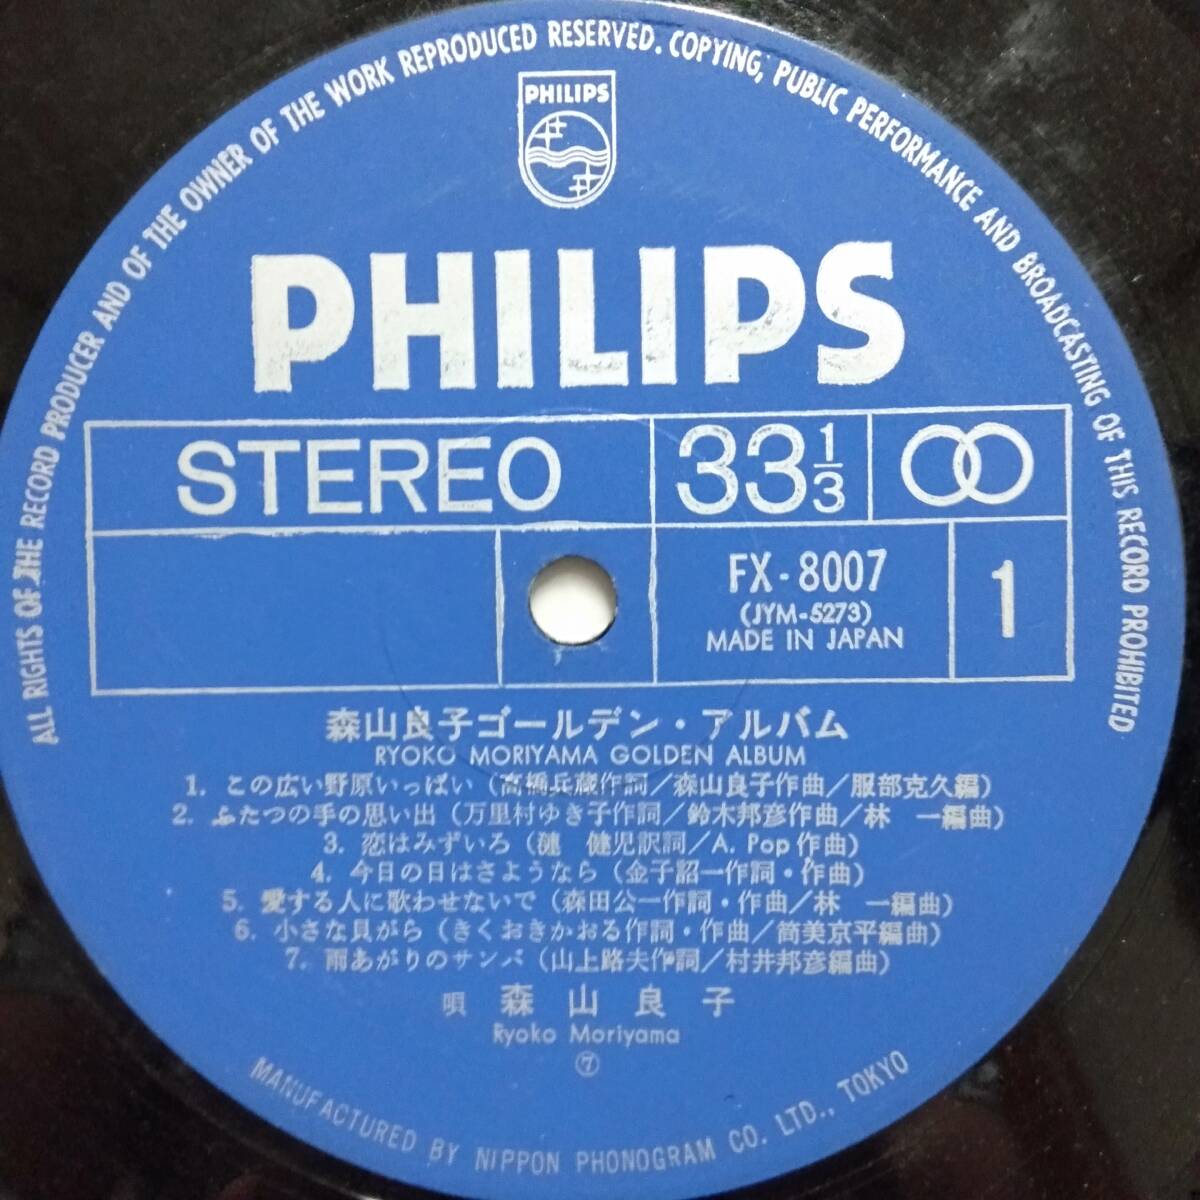 ALL RIGHTS OF THE RECORD PRODUCER AND OF THE OWNER OF THE WORK REPRODUCED RESERVED. COPYING, PUBLIC PERFORMANCE AND BROADCASTING OF THIS RECORD PROHIBITED
PHILIPS
PHILIPS
STEREO 33 1/3
FX-8007
(JYM-5273)
MADE IN JAPAN
1
森山良子ゴールデン・アルバム
RYOKO MORIYAMA GOLDEN ALBUM
1. この広い野原いっぱい(高橋兵蔵作詞/森山良子作曲/服部克久編)
2. ふたつの手の思い出(万里村ゆき子作詞/鈴木邦彦作曲/林 一編曲)
3. 恋はみずいろ(漣 健児訳詞/A. Pop作曲)
4. 今日の日はさようなら(金子詔一作詞・作曲)
5. 愛する人に歌わせないで(森田公一作詞・作曲/林 一編曲)
6. 小さな貝がら(きくおきかおる作詞・作曲/筒美京平編曲)
7. 雨あがりのサンバ(山上路夫作詞/村井邦彦編曲)
唄 森山良子
Ryoko Moriyama
⑦
MANUFACTURED BY NIPPON PHONOGRAM CO. LTD., TOKYO